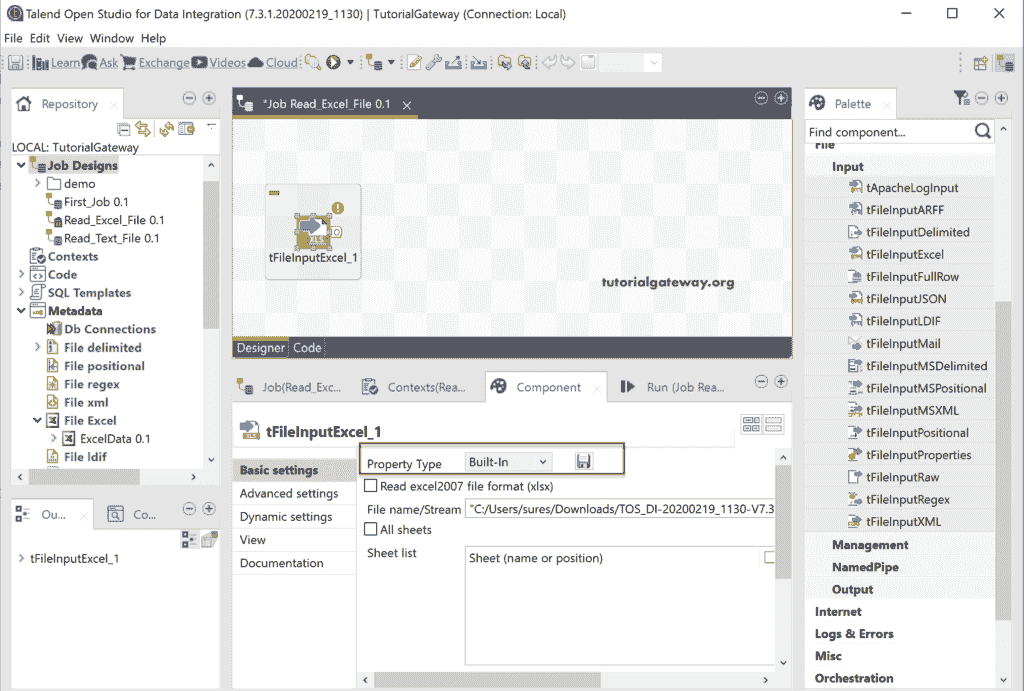 Talend Open Studio for Data Integration (7.3.1.20200219_1130) | TutorialGateway (Connection: Local)
File Edit View Window Help
Learn Ask Exchange Videos Cloud
Repository
LOCAL: TutorialGateway
Job Designs
demo
First_Job 0.1
Read_Excel_File 0.1
Read_Text_File 0.1
Contexts
Code
SQL Templates
Metadata
Db Connections
File delimited
File positional
File regex
File xml
File Excel
ExcelData 0.1
File ldif
Ou... Co...
tFileInputExcel_1
*Job Read_Excel_File 0.1
XLS
tFileInputExcel_1
tutorialgateway.org
Designer Code
Job(Read_Exc... Contexts(Rea... Component Run (Job Rea...
tFileInputExcel_1
Basic settings
Advanced settings
Dynamic settings
View
Documentation
Property Type Built-In
Read excel2007 file format (xlsx)
File name/Stream "C:/Users/sures/Downloads/TOS_DI-20200219_1130-V7.3
All sheets
Sheet list Sheet (name or position)
Palette
Find component...
File
Input
tApacheLogInput
tFileInputARFF
tFileInputDelimited
tFileInputExcel
tFileInputFullRow
tFileInputJSON
tFileInputLDIF
tFileInputMail
tFileInputMSDelimited
tFileInputMSPositional
tFileInputMSXML
tFileInputPositional
tFileInputProperties
tFileInputRaw
tFileInputRegex
tFileInputXML
Management
NamedPipe
Output
Internet
Logs & Errors
Misc
Orchestration